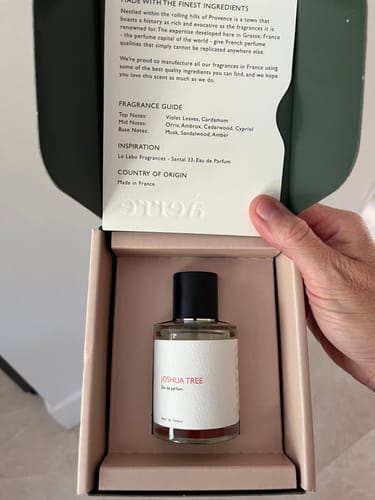 MADE WITH THE FINEST INGREDIENTS
Nestled within the rolling hills of Provence is a town that
boasts a history as rich and evocative as the fragrances it is
renowned for. The expertise developed here in Grasse, France
- the perfume capital of the world - give French perfume
qualities that simply cannot be replicated anywhere else.
We're proud to manufacture all our fragrances in France using
some of the best quality ingredients you can find, and we hope
you love this scent as much as we do.
FRAGRANCE GUIDE
Top Notes: Violet Leaves, Cardamom
Mid Notes: Orris, Ambrox, Cedarwood, Cypriol
Base Notes: Musk, Sandalwood, Amber
INSPIRATION
Le Labo Fragrances - Santal 33, Eau de Parfum
COUNTRY OF ORIGIN
Made in France
JOSHUA TREE
Eau de parfum